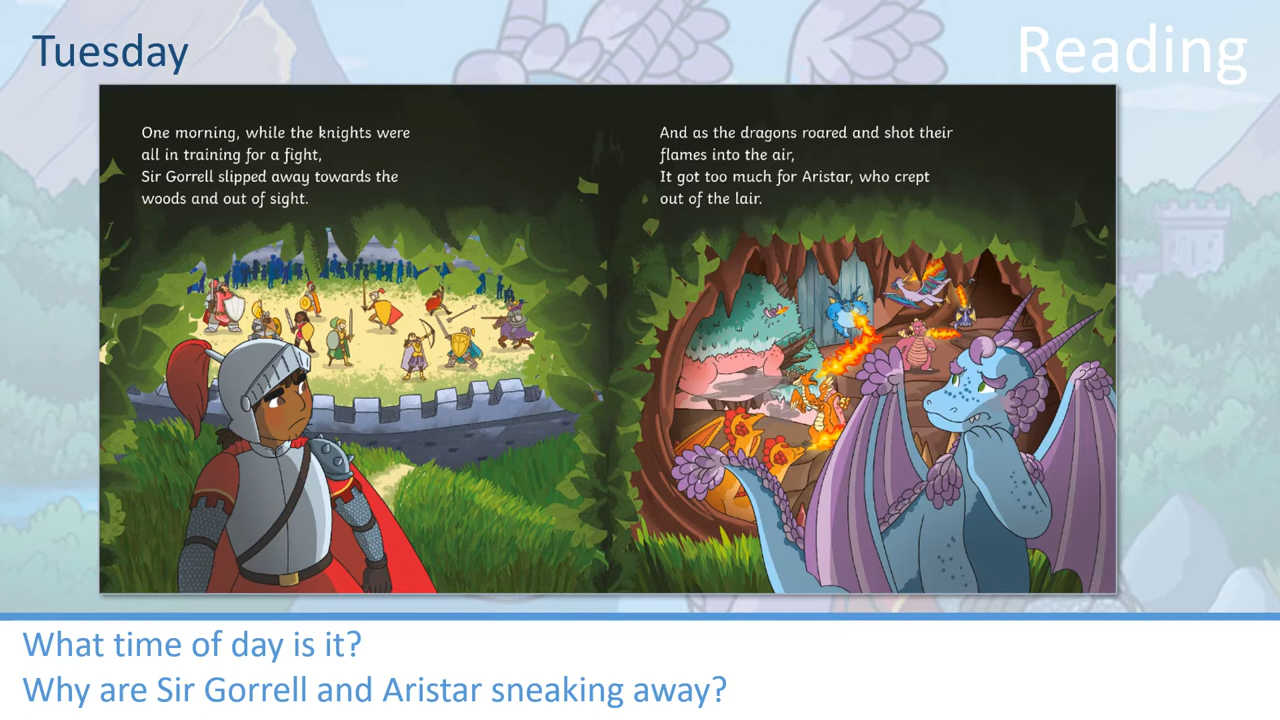 Tuesday
Reading
One morning, while the knights were
all in training for a fight,
Sir Gorrell slipped away towards the
woods and out of sight.
And as the dragons roared and shot their
flames into the air,
It got too much for Aristar, who crept
out of the lair.
What time of day is it?
Why are Sir Gorrell and Aristar sneaking away?